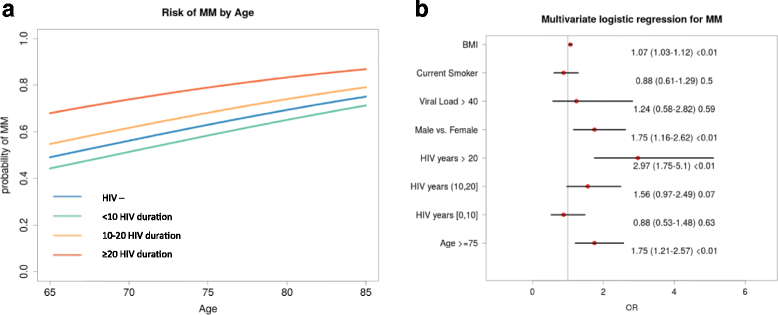 a
Risk of MM by Age
probability of MM
1.0
0.8
0.6
0.4
0.2
0.0
HIV –
<10 HIV duration
10-20 HIV duration
≥20 HIV duration
65
70
75
80
85
Age
b
Multivariate logistic regression for MM
BMI
1.07 (1.03-1.12) <0.01
Current Smoker
0.88 (0.61-1.29) 0.5
Viral Load > 40
1.24 (0.58-2.82) 0.59
Male vs. Female
1.75 (1.16-2.62) <0.01
HIV years > 20
2.97 (1.75-5.1) <0.01
HIV years (10,20]
1.56 (0.97-2.49) 0.07
HIV years [0,10]
0.88 (0.53-1.48) 0.63
Age >=75
1.75 (1.21-2.57) <0.01
0
2
4
6
OR